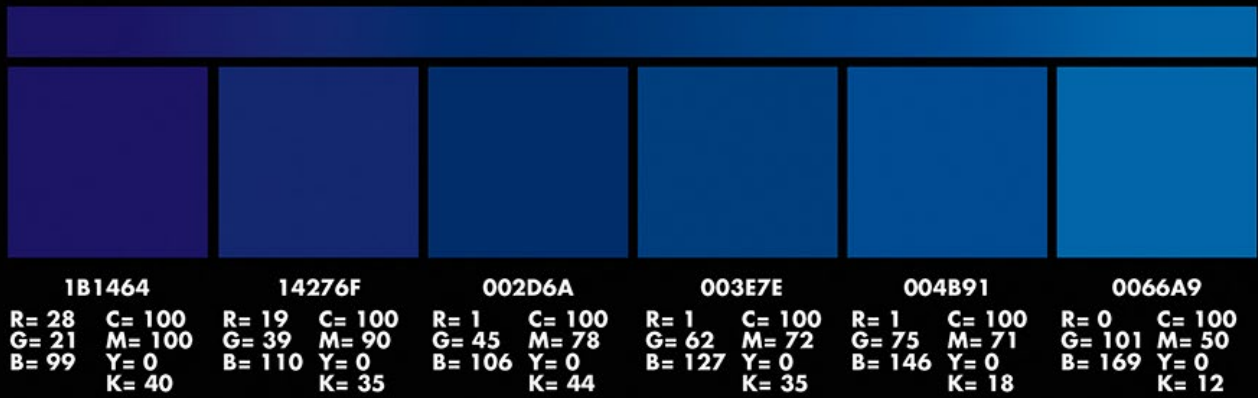 1B1464
R= 28 C= 100
G= 21 M= 100
B= 99 Y= 0
K= 40
14276F
R= 19 C= 100
G= 39 M= 90
B= 110 Y= 0
K= 35
002D6A
R= 1 C= 100
G= 45 M= 78
B= 106 Y= 0
K= 44
003E7E
R= 1 C= 100
G= 62 M= 72
B= 127 Y= 0
K= 35
004B91
R= 1 C= 100
G= 75 M= 71
B= 146 Y= 0
K= 18
0066A9
R= 0 C= 100
G= 101 M= 50
B= 169 Y= 0
K= 12